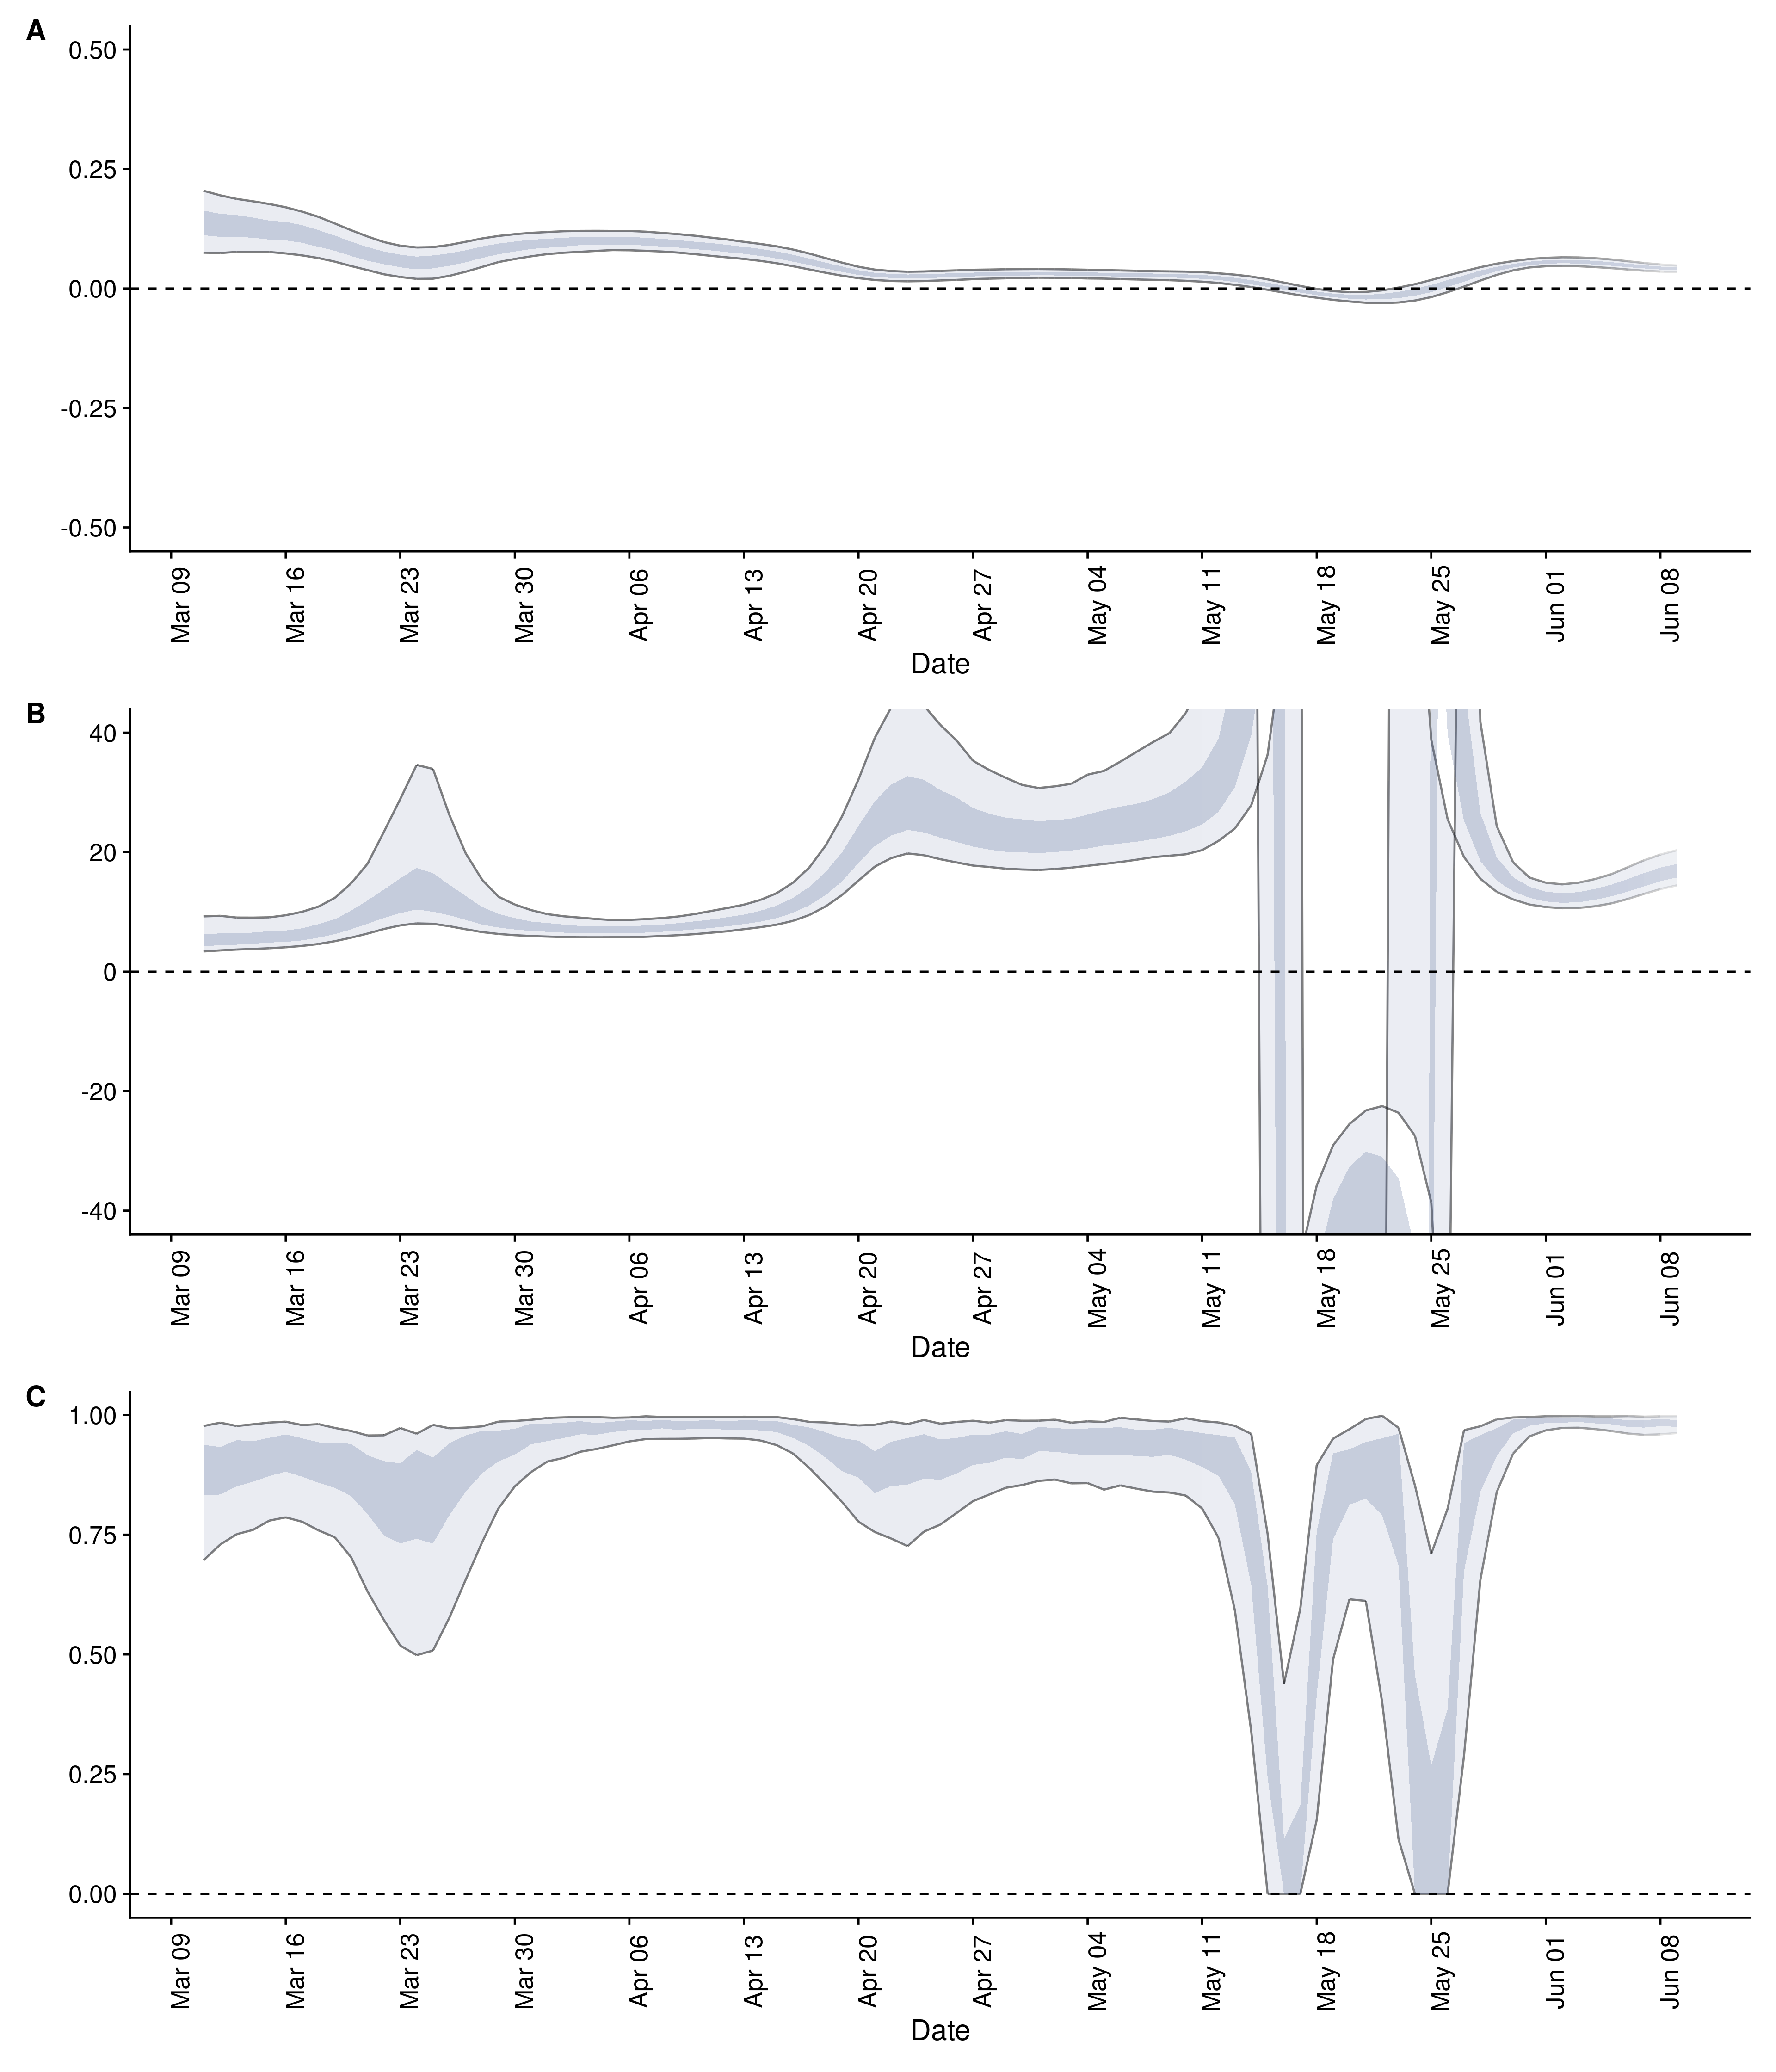 A
0.50
0.25
0.00
-0.25
-0.50
Mar 09
Mar 16
Mar 23
Mar 30
Apr 06
Apr 13
Apr 20
Apr 27
May 04
May 11
May 18
May 25
Jun 01
Jun 08
Date
B
40
20
0
-20
-40
Mar 09
Mar 16
Mar 23
Mar 30
Apr 06
Apr 13
Apr 20
Apr 27
May 04
May 11
May 18
May 25
Jun 01
Jun 08
Date
C
1.00
0.75
0.50
0.25
0.00
Mar 09
Mar 16
Mar 23
Mar 30
Apr 06
Apr 13
Apr 20
Apr 27
May 04
May 11
May 18
May 25
Jun 01
Jun 08
Date